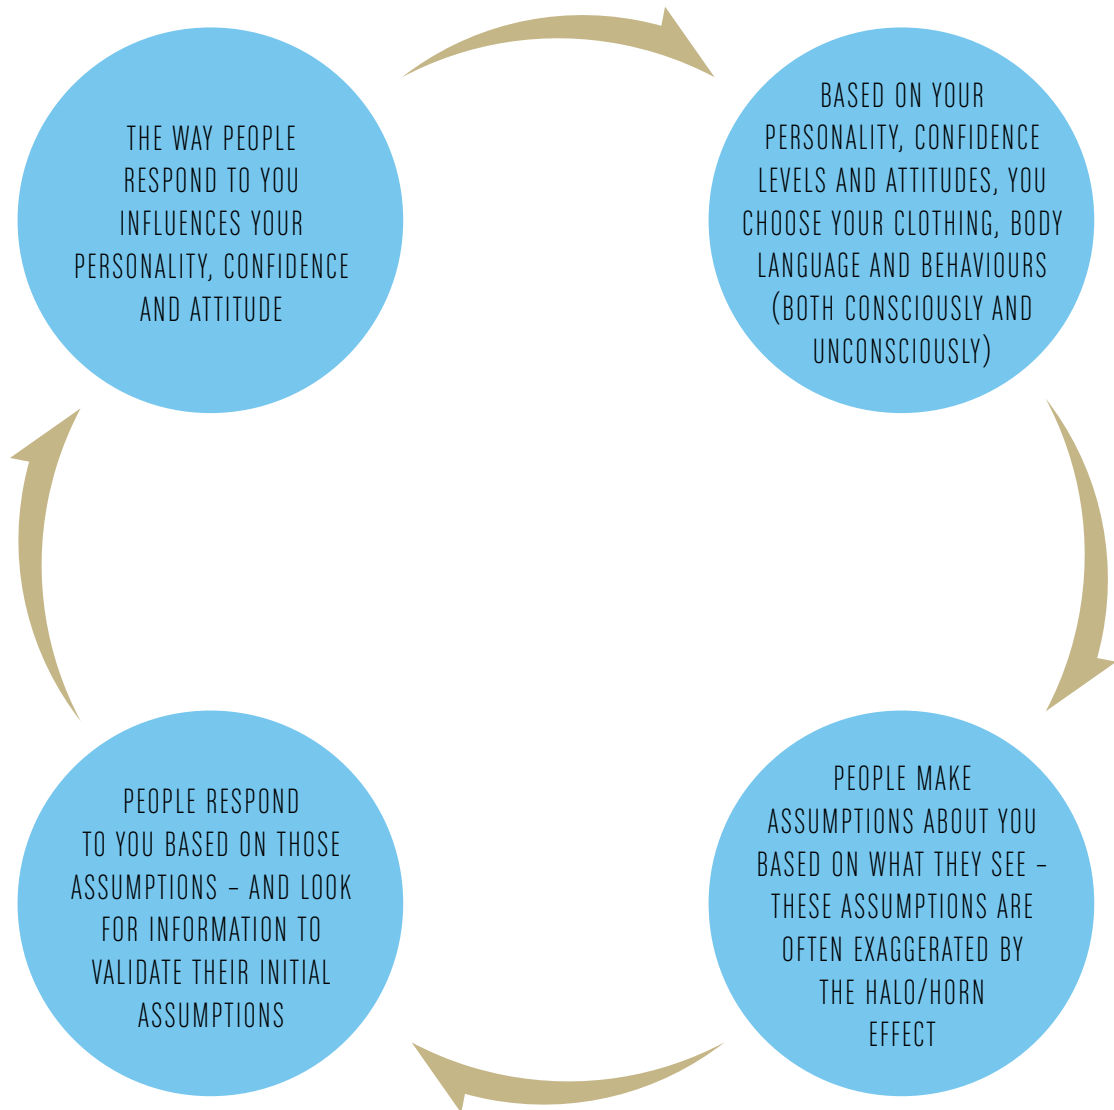 THE WAY PEOPLE
RESPOND TO YOU
INFLUENCES YOUR
PERSONALITY, CONFIDENCE
AND ATTITUDE
BASED ON YOUR
PERSONALITY, CONFIDENCE
LEVELS AND ATTITUDES, YOU
CHOOSE YOUR CLOTHING, BODY
LANGUAGE AND BEHAVIOURS
(BOTH CONSCIOUSLY AND
UNCONSCIOUSLY)
PEOPLE MAKE
ASSUMPTIONS ABOUT YOU
BASED ON WHAT THEY SEE –
THESE ASSUMPTIONS ARE
OFTEN EXAGGERATED BY
THE HALO/HORN
EFFECT
PEOPLE RESPOND
TO YOU BASED ON THOSE
ASSUMPTIONS – AND LOOK
FOR INFORMATION TO
VALIDATE THEIR INITIAL
ASSUMPTIONS